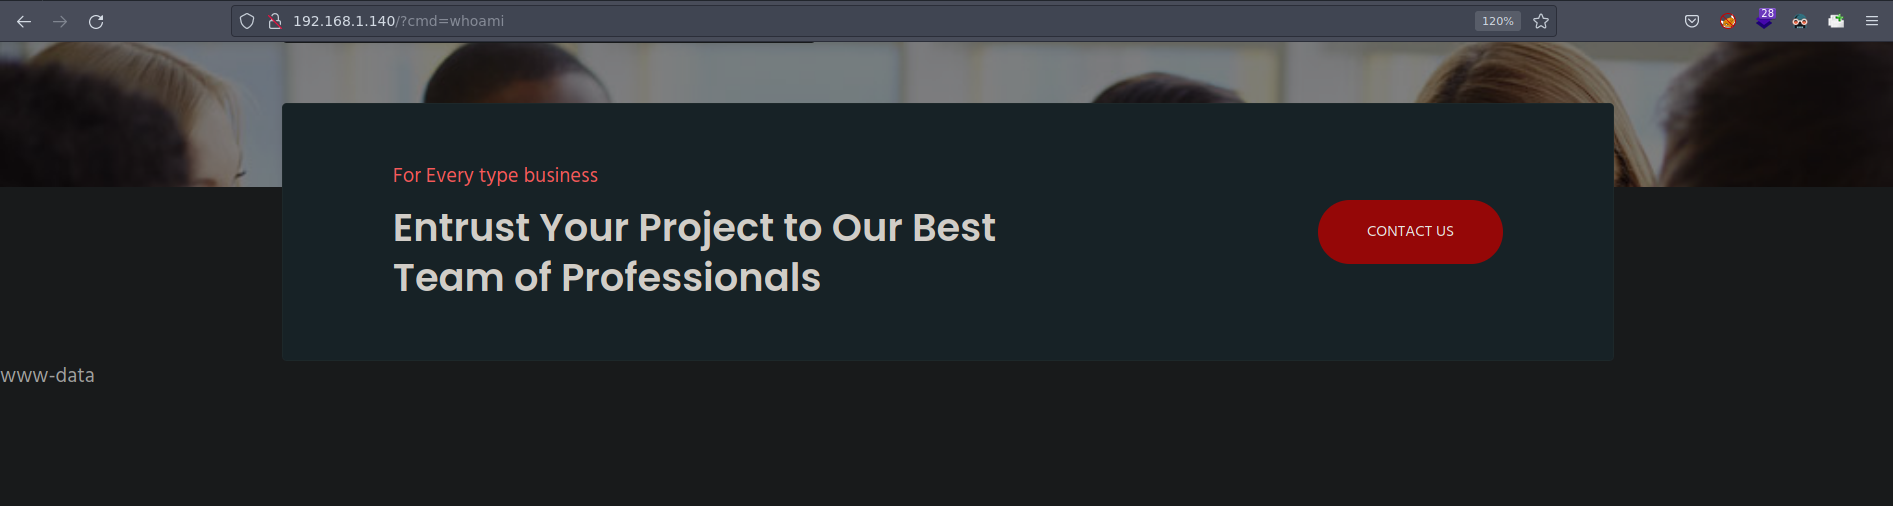 192.168.1.140/?cmd=whoami
120%
28
For Every type business
Entrust Your Project to Our Best
Team of Professionals
CONTACT US
www-data